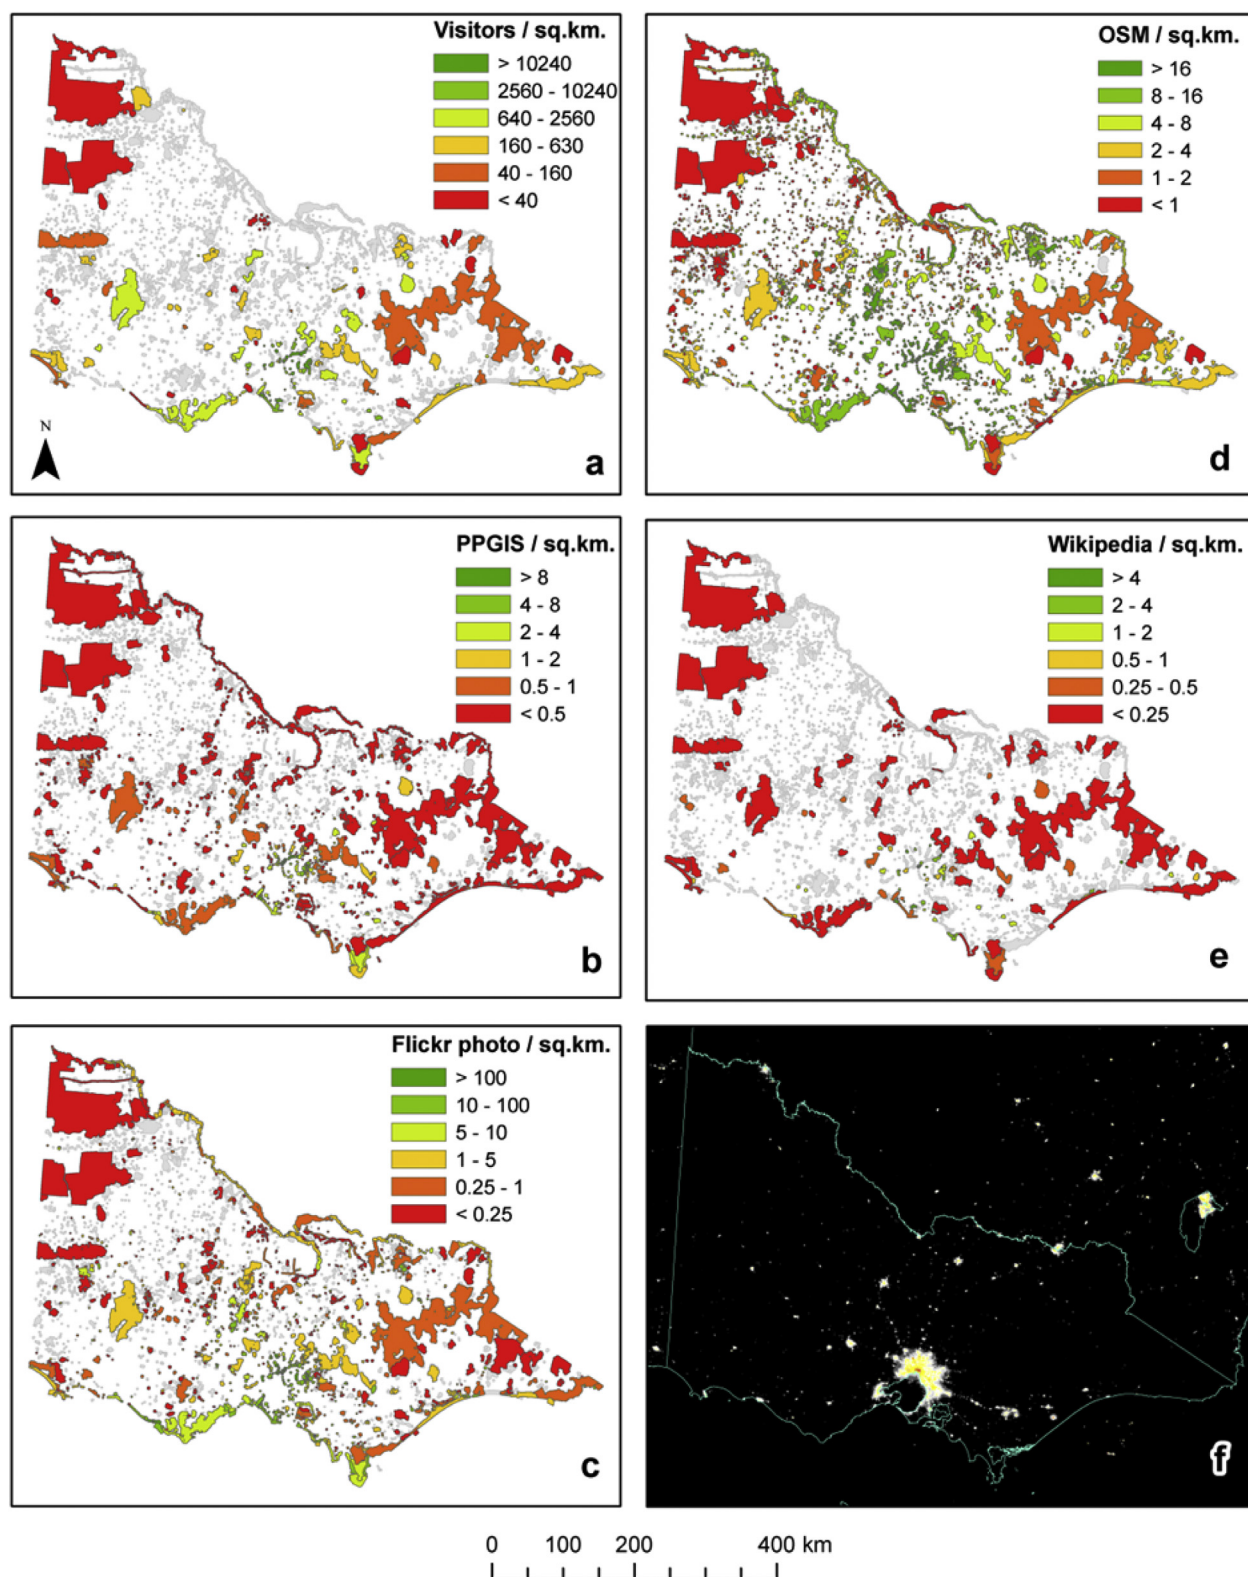 Visitors / sq.km.
> 10240
2560 - 10240
640 - 2560
160 - 630
40 - 160
< 40
N
a
OSM / sq.km.
> 16
8 - 16
4 - 8
2 - 4
1 - 2
< 1
d
PPGIS / sq.km.
> 8
4 - 8
2 - 4
1 - 2
0.5 - 1
< 0.5
b
Wikipedia / sq.km.
> 4
2 - 4
1 - 2
0.5 - 1
0.25 - 0.5
< 0.25
e
Flickr photo / sq.km.
> 100
10 - 100
5 - 10
1 - 5
0.25 - 1
< 0.25
c
f
0 100 200 400 km